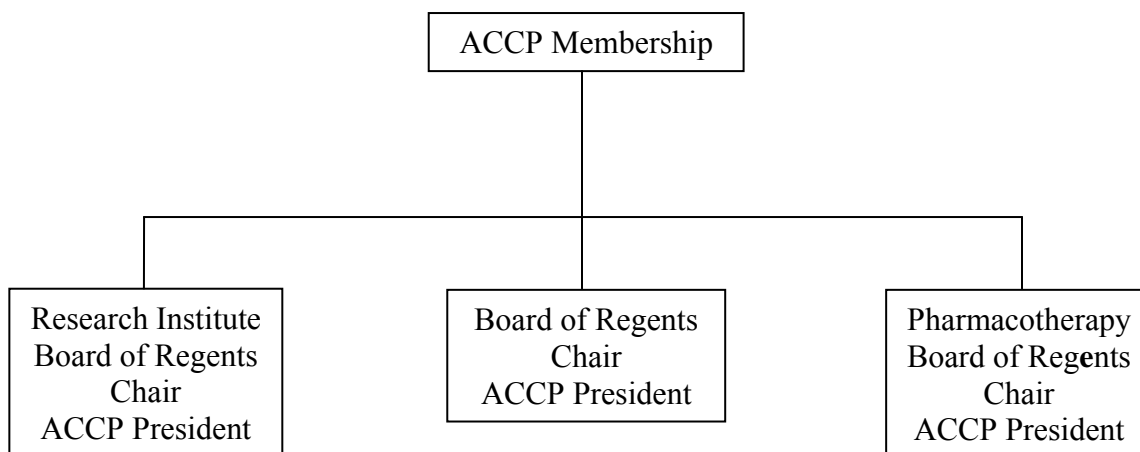 ACCP Membership
Research Institute
Board of Regents
Chair
ACCP President
Board of Regents
Chair
ACCP President
Pharmacotherapy
Board of Regents
Chair
ACCP President